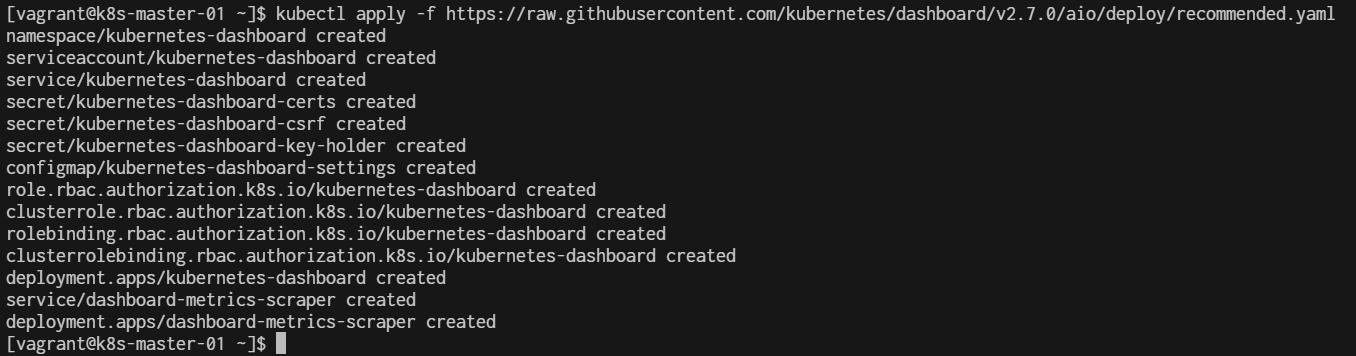 [vagrant@k8s-master-01 ~]$ kubectl apply -f https://raw.githubusercontent.com/kubernetes/dashboard/v2.7.0/aio/deploy/recommended.yaml
namespace/kubernetes-dashboard created
serviceaccount/kubernetes-dashboard created
service/kubernetes-dashboard created
secret/kubernetes-dashboard-certs created
secret/kubernetes-dashboard-csrf created
secret/kubernetes-dashboard-key-holder created
configmap/kubernetes-dashboard-settings created
role.rbac.authorization.k8s.io/kubernetes-dashboard created
clusterrole.rbac.authorization.k8s.io/kubernetes-dashboard created
rolebinding.rbac.authorization.k8s.io/kubernetes-dashboard created
clusterrolebinding.rbac.authorization.k8s.io/kubernetes-dashboard created
deployment.apps/kubernetes-dashboard created
service/dashboard-metrics-scraper created
deployment.apps/dashboard-metrics-scraper created
[vagrant@k8s-master-01 ~]$